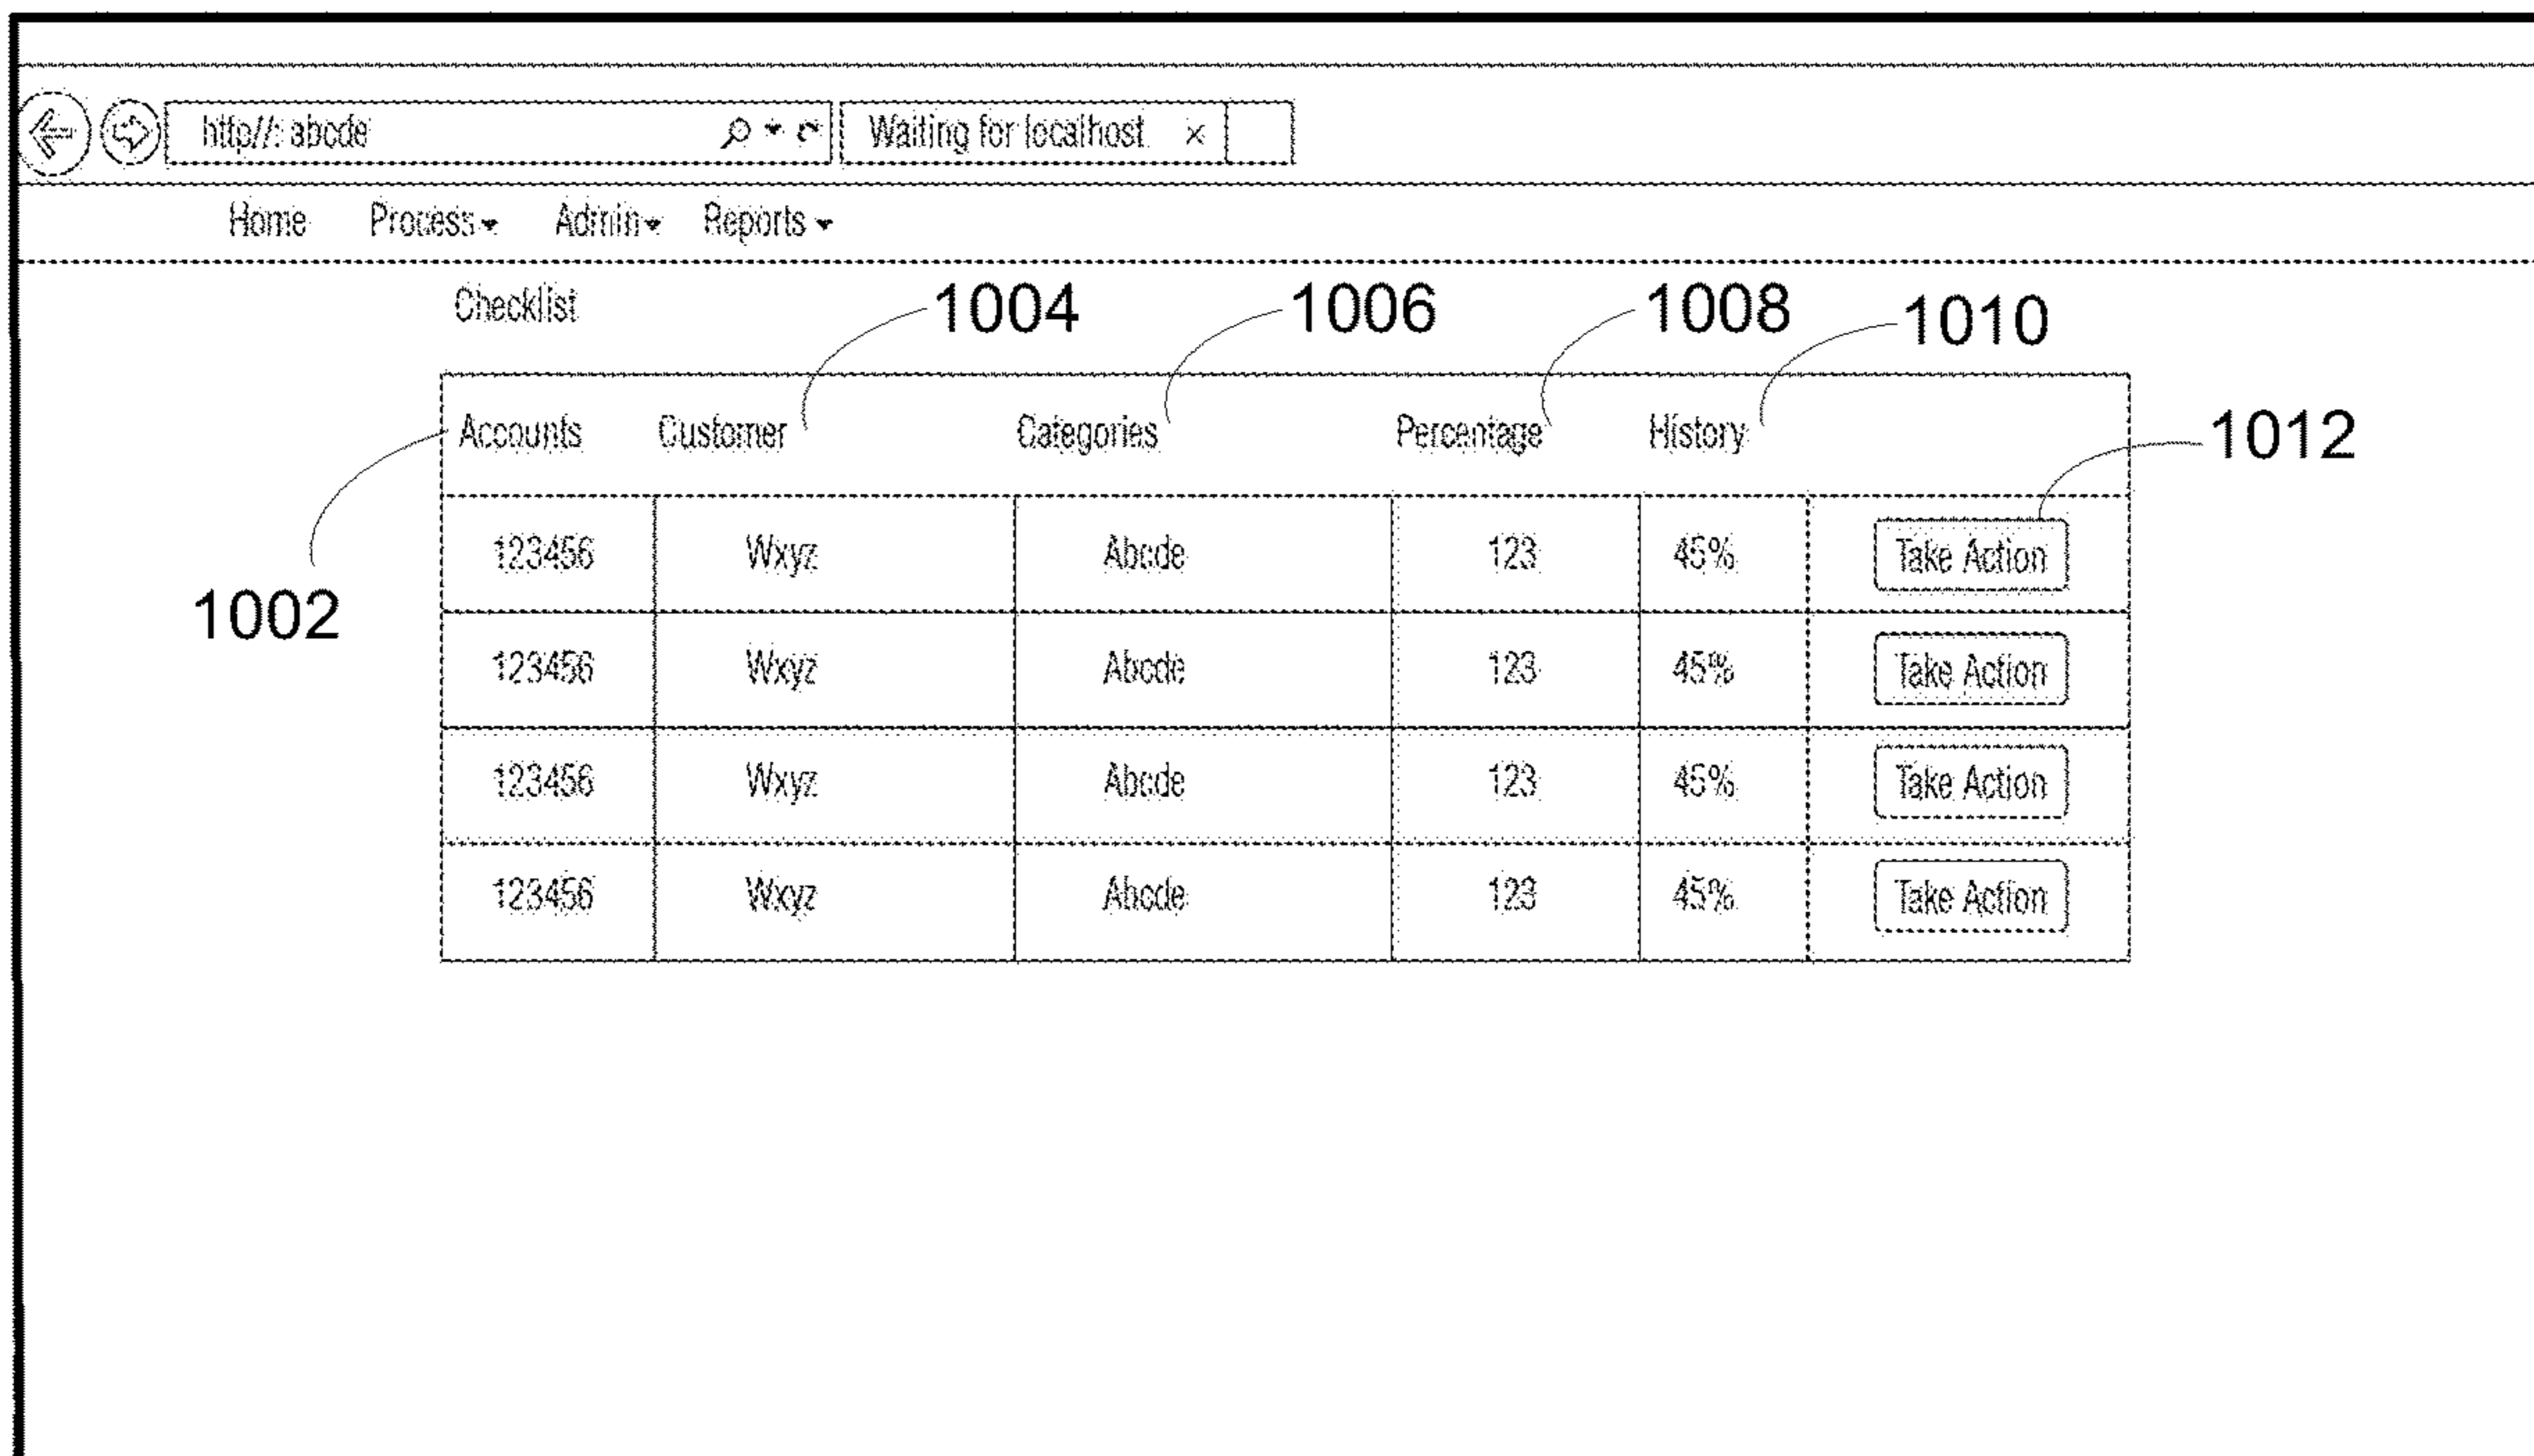 http//: abcde Waiting for localhost ×
Home Process Admin Reports
Checklist 1004 1006 1008 1010
Accounts Customer Categories Percentage History 1012
123456 Wxyz Abcde 123 45% Take Action
1002
123456 Wxyz Abcde 123 45% Take Action
123456 Wxyz Abcde 123 45% Take Action
123456 Wxyz Abcde 123 45% Take Action